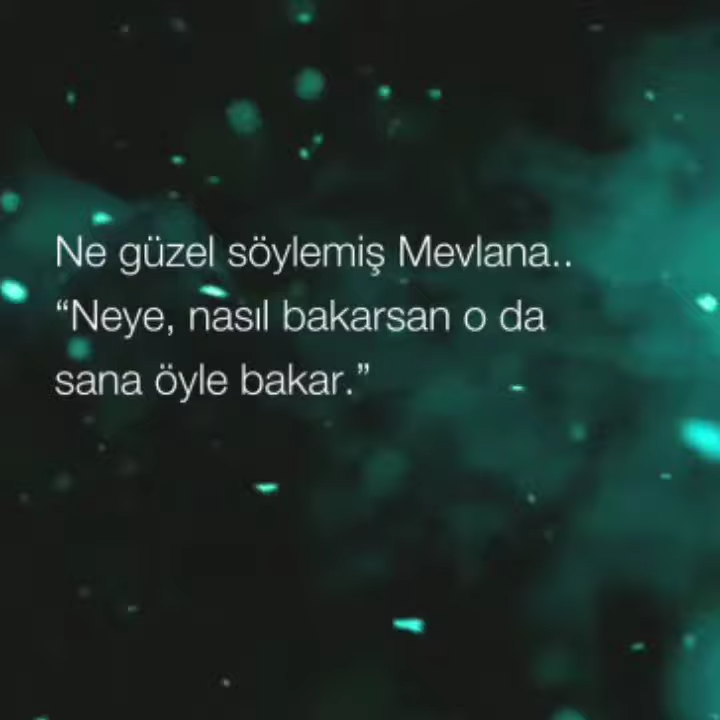 Ne güzel söylemiş Mevlana..
“Neye, nasıl bakarsan o da
sana öyle bakar.”